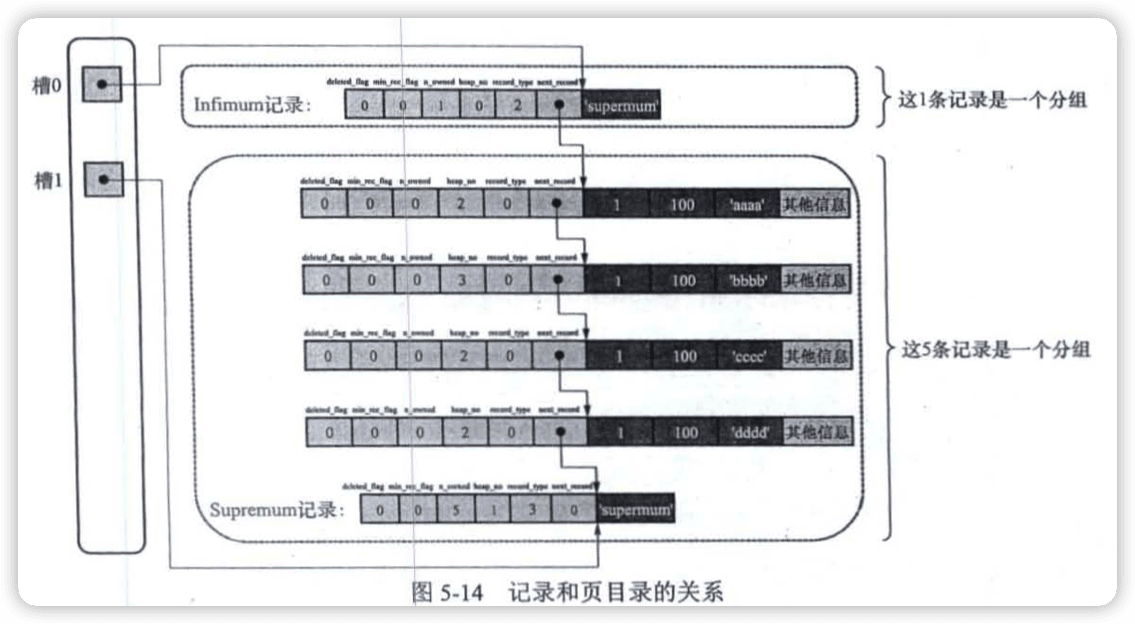 槽0
deleted_flag min_rec_flag n_owned heap_no record_type next_record
Infimum记录： 0 0 1 0 2 'supermum'
这1条记录是一个分组
槽1
deleted_flag min_rec_flag n_owned heap_no record_type next_record
0 0 0 2 0 1 100 'aaaa' 其他信息
deleted_flag min_rec_flag n_owned heap_no record_type next_record
0 0 0 3 0 1 100 'bbbb' 其他信息
deleted_flag min_rec_flag n_owned heap_no record_type next_record
0 0 0 2 0 1 100 'cccc' 其他信息
这5条记录是一个分组
deleted_flag min_rec_flag n_owned heap_no record_type next_record
0 0 0 2 0 1 100 'dddd' 其他信息
deleted_flag min_rec_flag n_owned heap_no record_type next_record
Supremum记录： 0 0 5 1 3 0 'supermum'
图 5-14 记录和页目录的关系